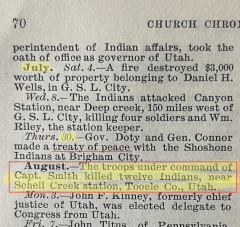 70 CHURCH CHRO
perintendent of Indian affairs, took the
oath of office as governor of Utah.
July. Sat. 4.—A fire destroyed $3,000
worth of property belonging to Daniel H.
Wells, in G. S. L. City.
Wed. 8.—The Indians attacked Canyon
Station, near Deep creek, 150 miles west of
G. S. L. City, killing four soldiers and Wm.
Riley, the station keeper.
Thurs. 30.—Gov. Doty and Gen. Connor
made a treaty of peace with the Shoshone
Indians at Brigham City.
August.—The troops under command of
Capt. Smith killed twelve Indians, near
Schell Creek station, Tooele Co., Utah.
Mon. 3.—John F. Kinney, formerly chief
justice of Utah, was elected delegate to
Congress from Utah.
Fri. 7.—John Titus, of Pennsylvania